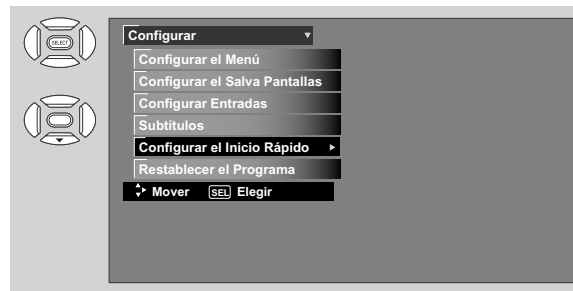 SELECT
Configurar
Configurar el Menú
Configurar el Salva Pantallas
Configurar Entradas
Subtítulos
Configurar el Inicio Rápido
Restablecer el Programa
Mover SEL Elegir